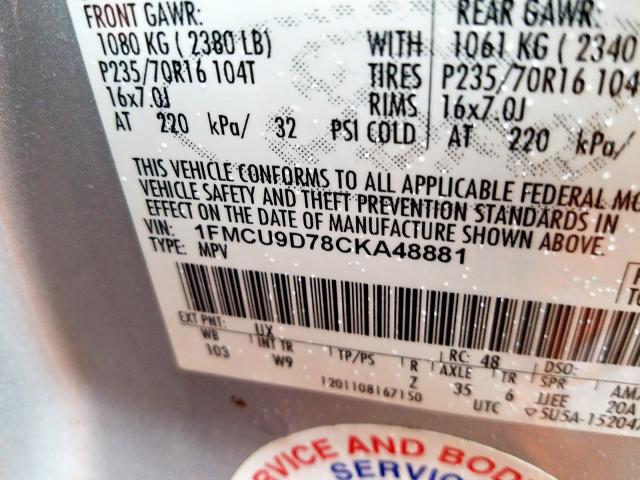 FRONT GAWR: REAR GAWR:
1080 KG ( 2380 LB) WITH 1061 KG ( 2340
P235/70R16 104T TIRES P235/70R16 104
16x7.0J RIMS 16x7.0J
AT 220 kPa/ 32 PSI COLD AT 220 kPa/
THIS VEHICLE CONFORMS TO ALL APPLICABLE FEDERAL MO
VEHICLE SAFETY AND THEFT PREVENTION STANDARDS IN
EFFECT ON THE DATE OF MANUFACTURE SHOWN ABOVE.
VIN: 1FMCU9D78CKA48881
TYPE: MPV
EXT PNT: UX RC: 48 DSO:
WB INT TR TP/PS R AXLE TR SPR
103 W9 Z 35 6 JJEE
1201108167150 UTC ▽5U5A-15204
RVICE AND BOD
SERVIC